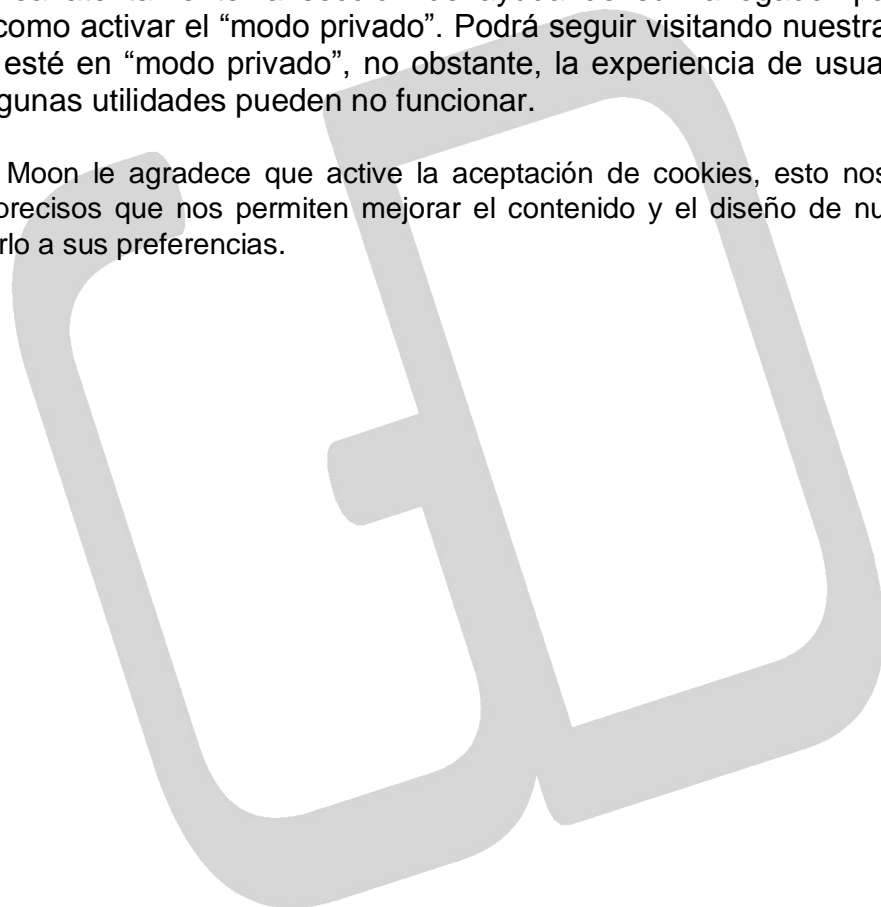 como activar el “modo privado”. Podrá seguir visitando nuestra
esté en “modo privado”, no obstante, la experiencia de usua
gunas utilidades pueden no funcionar.
Moon le agradece que active la aceptación de cookies, esto nos
precisos que nos permiten mejorar el contenido y el diseño de nu
rlo a sus preferencias.